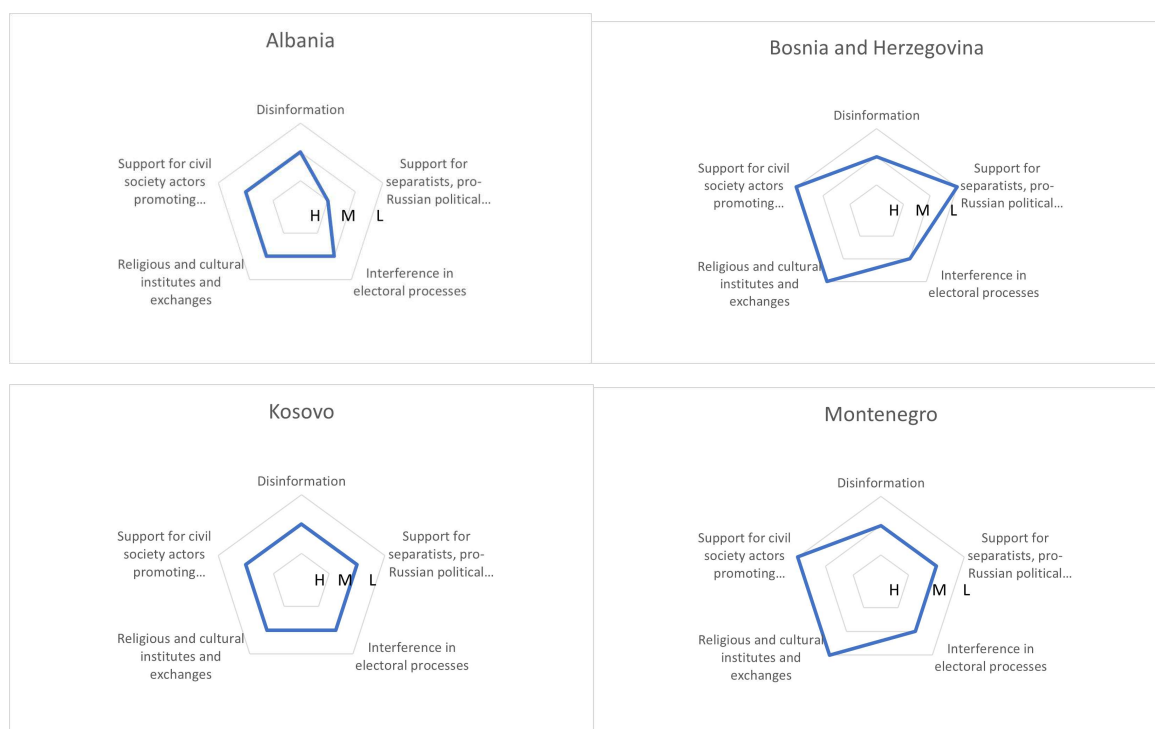 Albania
Disinformation
Support for civil
society actors
promoting...
Support for
separatists, pro-
Russian political...
H M L
Religious and cultural
institutes and
exchanges
Interference in
electoral processes
Bosnia and Herzegovina
Disinformation
Support for civil
society actors
promoting...
Support for
separatists, pro-
Russian political...
H M L
Religious and cultural
institutes and
exchanges
Interference in
electoral processes
Kosovo
Disinformation
Support for civil
society actors
promoting...
Support for
separatists, pro-
Russian political...
H M L
Religious and cultural
institutes and
exchanges
Interference in
electoral processes
Montenegro
Disinformation
Support for civil
society actors
promoting...
Support for
separatists, pro-
Russian political...
H M L
Religious and cultural
institutes and
exchanges
Interference in
electoral processes